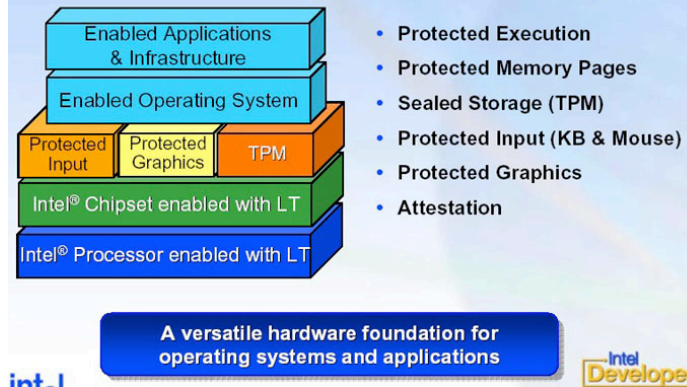 Enabled Applications
& Infrastructure
Enabled Operating System
Protected
Input
Protected
Graphics
TPM
Intel® Chipset enabled with LT
Intel® Processor enabled with LT
• Protected Execution
• Protected Memory Pages
• Sealed Storage (TPM)
• Protected Input (KB & Mouse)
• Protected Graphics
• Attestation
A versatile hardware foundation for
operating systems and applications
intel
Intel
Develope